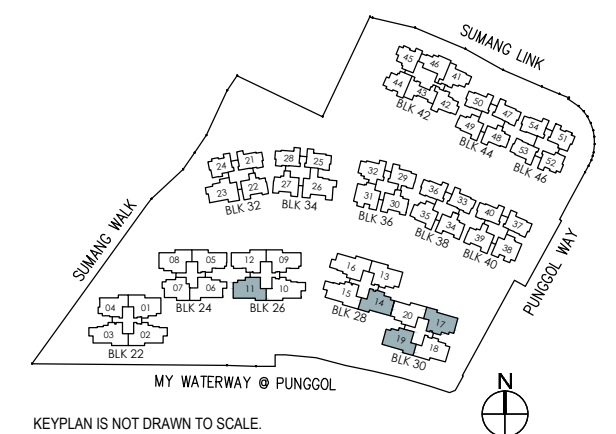 SUMANG LINK
45 46 41
44 43 42
BLK 42
50 47
49 48
BLK 44
54 51
53 52
BLK 46
24 21
23 22
BLK 32
28 25
27 26
BLK 34
32 29
31 30
BLK 36
36 33
35 34
BLK 38
40 37
39 38
BLK 40
SUMANG WALK
PUNGGOL WAY
08 05
07 06
BLK 24
12 09
11 10
BLK 26
16 13
15 14
BLK 28
20 17
19 18
BLK 30
04 01
03 02
BLK 22
MY WATERWAY @ PUNGGOL
N
KEYPLAN IS NOT DRAWN TO SCALE.